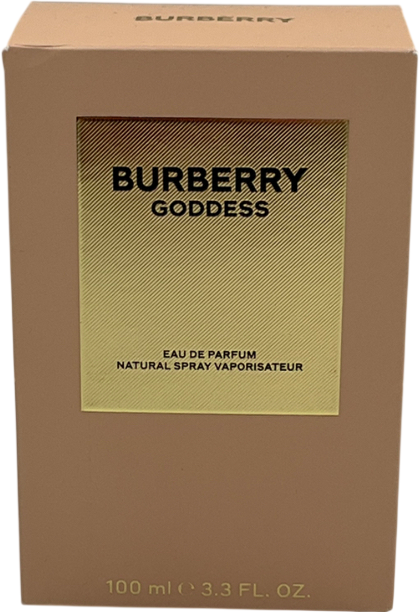 BURBERRY
BURBERRY
GODDESS
EAU DE PARFUM
NATURAL SPRAY VAPORISATEUR
100 ml ℮ 3.3 FL. OZ.